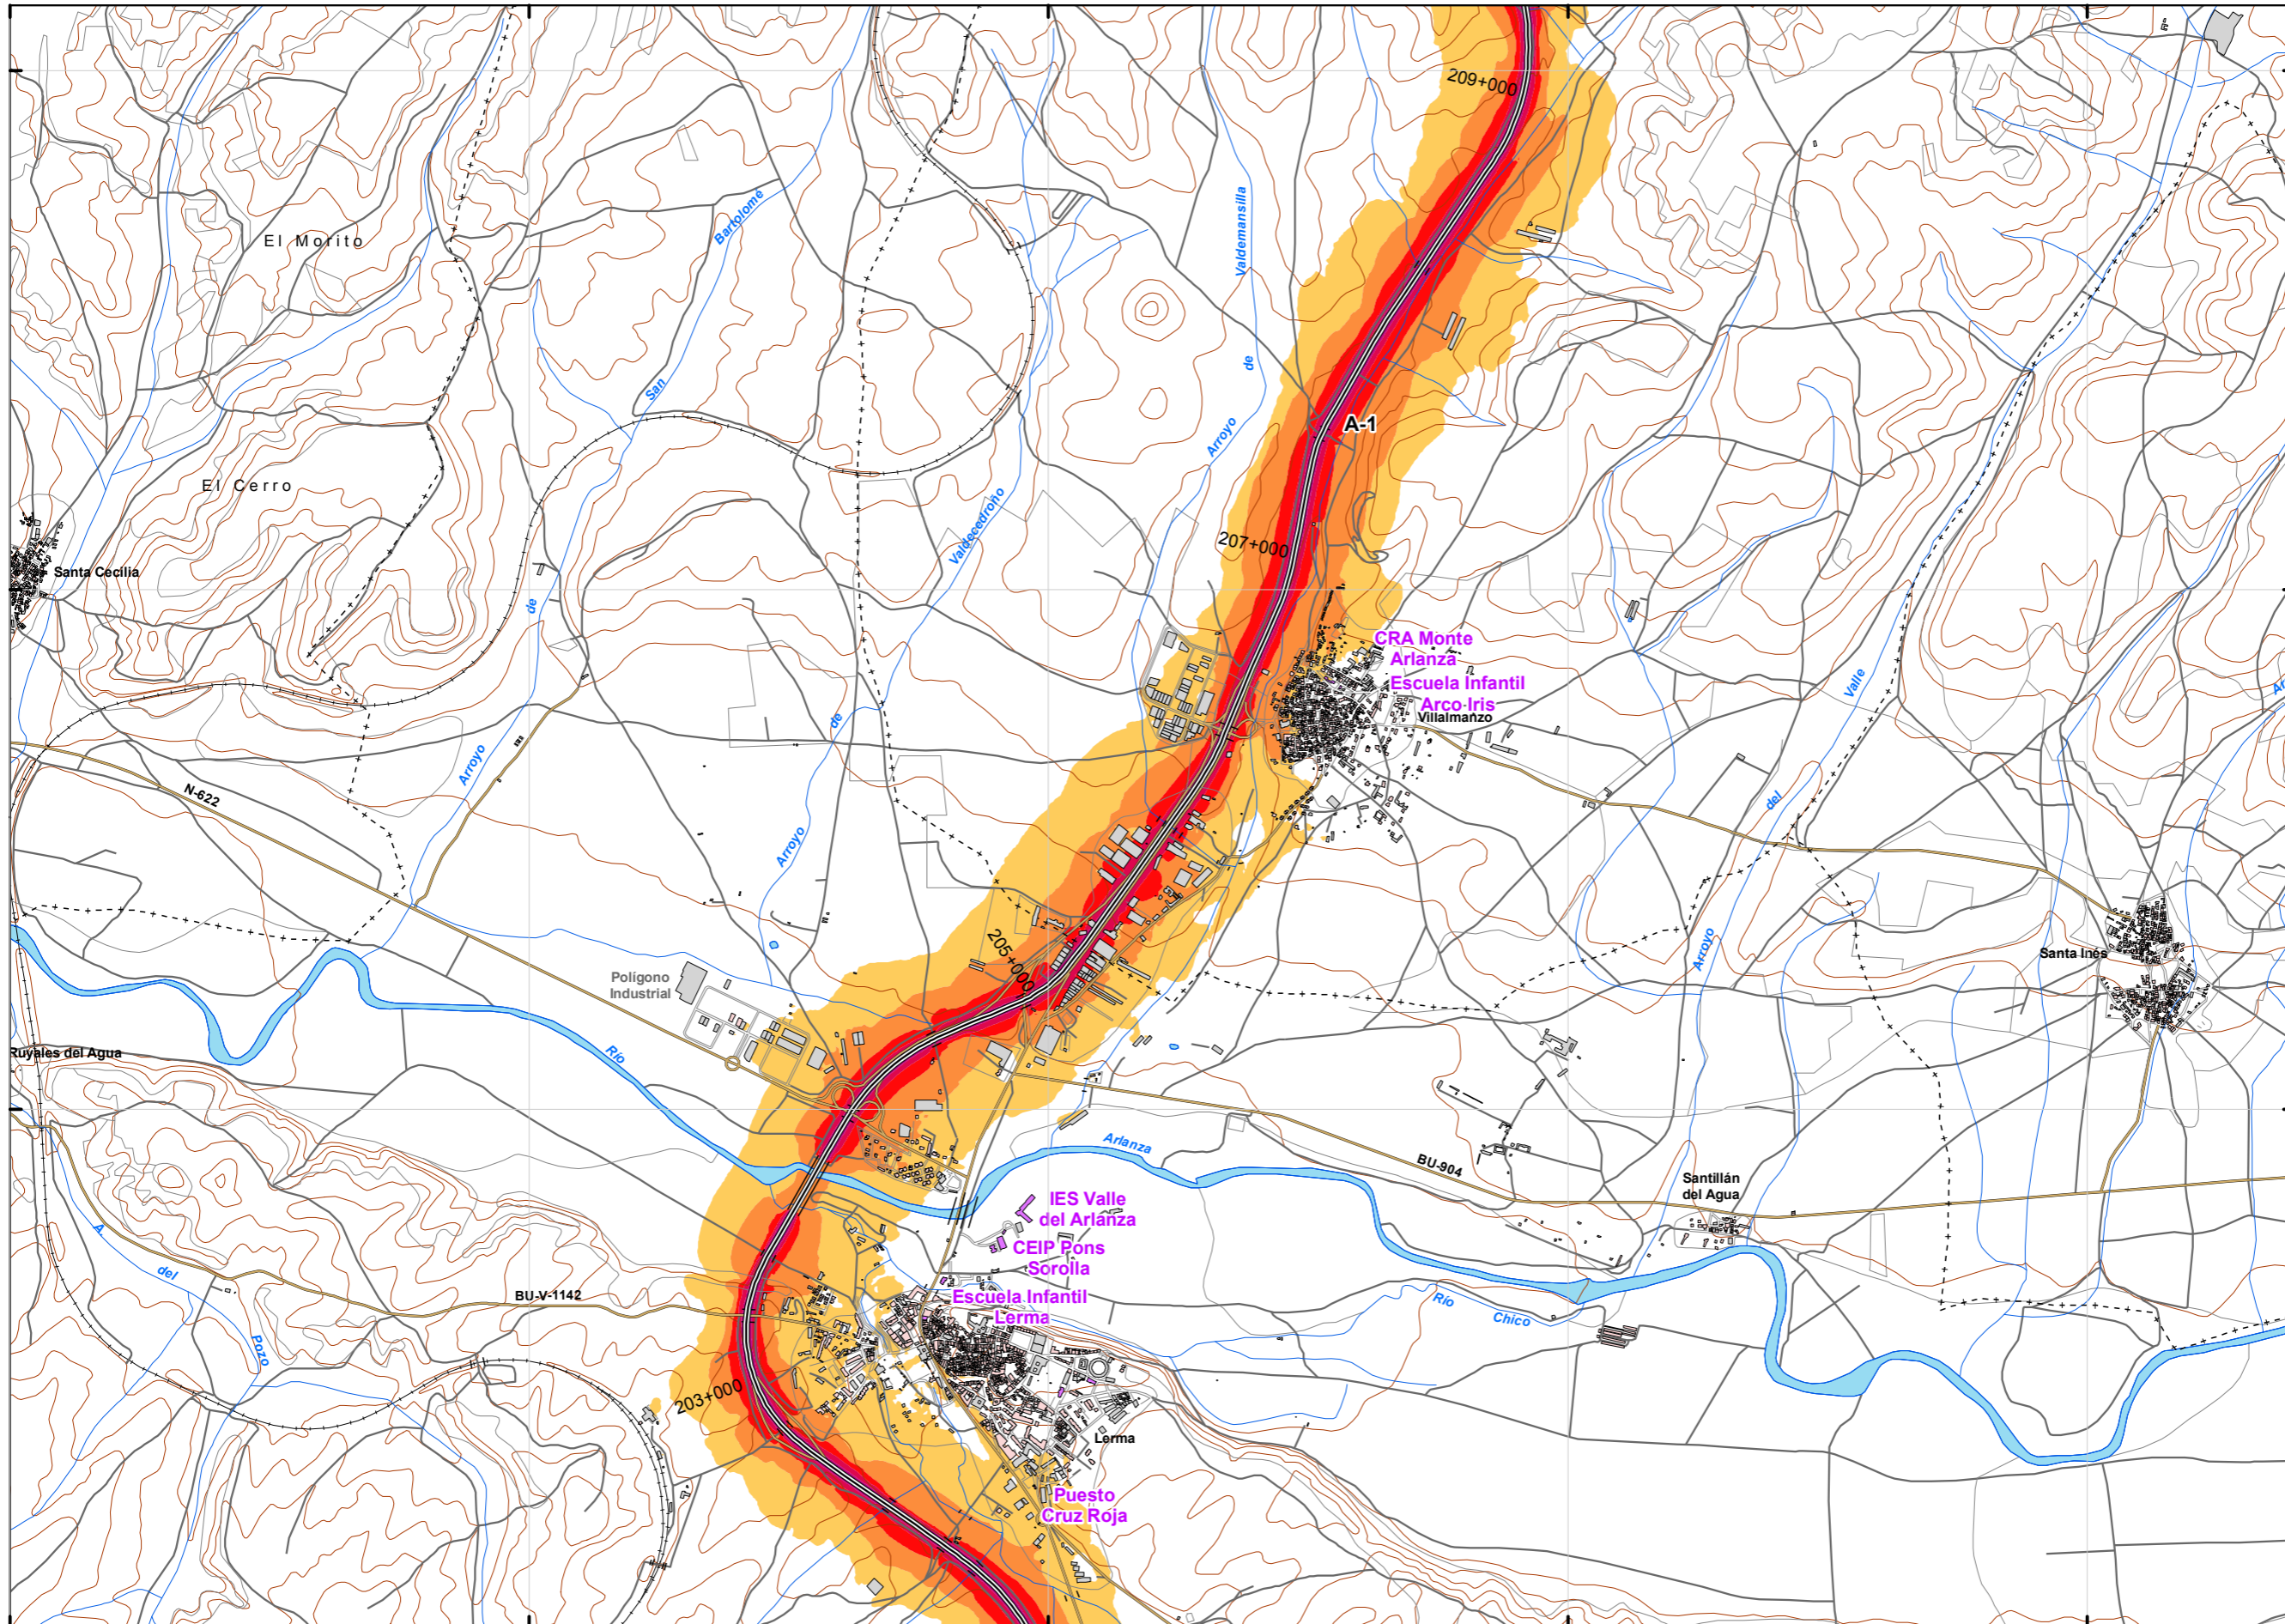 209+000
Valdemansilla
de
Arroyo
Bartolomé
San
de
Arroyo
El Morito
El Cerro
A-1
Valdecedroño
de
Arroyo
207+000
Santa Cecilia
CRA Monte
Arlanza
Escuela Infantil
Arco-Iris
Villalmanzo
Valle
del
Arroyo
N-622
205+000
Santa Inés
Polígono
Industrial
Ruyales del Agua
Río
Arlanza
BU-904
Santillán
del Agua
IES Valle
del Arlanza
CEIP Pons
Sorolla
Escuela Infantil
Lerma
A.
del
Pozo
BU-V-1142
Río
Chico
203+000
Lerma
Puesto
Cruz Roja